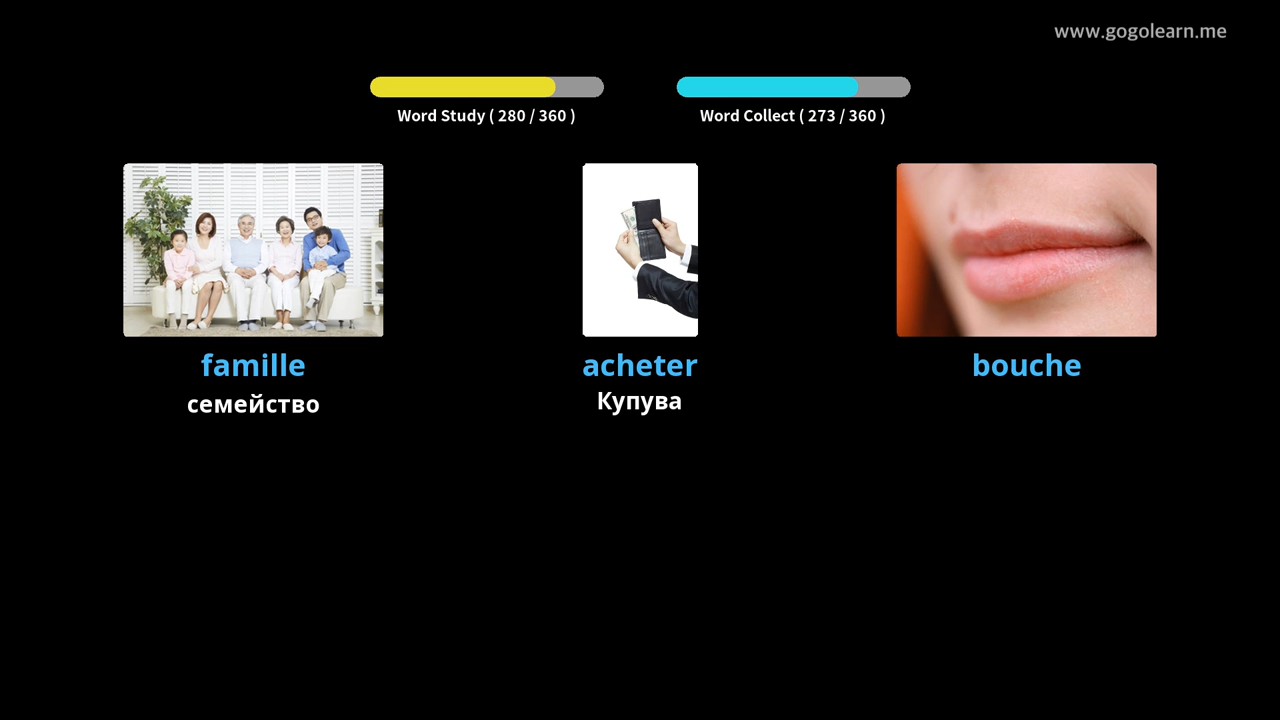 www.gogolearn.me
Word Study ( 280 / 360 )
Word Collect ( 273 / 360 )
famille
acheter
bouche
семейство
Купува